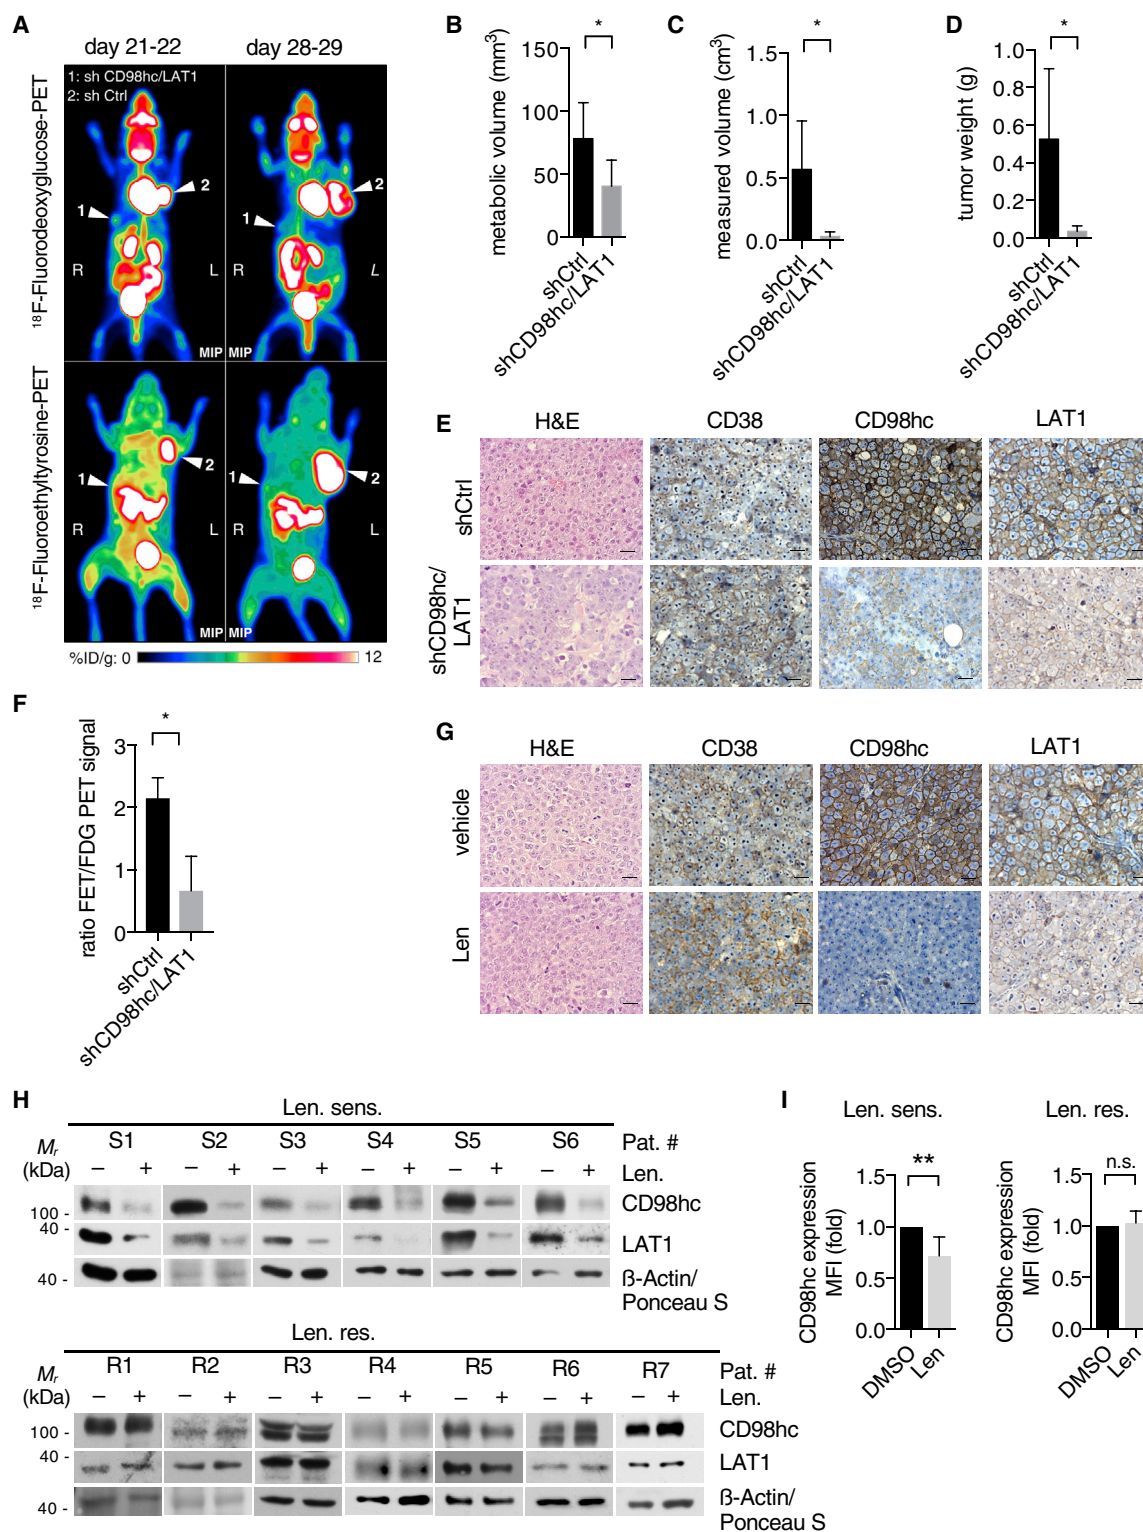 A
day 21-22
day 28-29
18F-Fluorodeoxyglucose-PET
1: sh CD98hc/LAT1
2: sh Ctrl
2
1
R
L
MIP
2
1
R
L
MIP
18F-Fluoroethyltyrosine-PET
1
2
R
L
MIP
1
2
R
L
MIP
%ID/g: 0
12
B
metabolic volume (mm3)
150
100
50
0
*
shCtrl
shCD98hc/LAT1
C
measured volume (cm3)
1.5
1.0
0.5
0.0
*
shCtrl
shCD98hc/LAT1
D
tumor weight (g)
1.0
0.8
0.6
0.4
0.2
0.0
*
shCtrl
shCD98hc/LAT1
E
H&E
CD38
CD98hc
LAT1
shCtrl
shCD98hc/
LAT1
F
ratio FET/FDG PET signal
3
2
1
0
*
shCtrl
shCD98hc/LAT1
G
H&E
CD38
CD98hc
LAT1
vehicle
Len
H
Len. sens.
Mr
(kDa)
S1 S2 S3 S4 S5 S6 Pat. #
– + – + – + – + – + – + Len.
100 - CD98hc
40 - LAT1
40 - ß-Actin/
Ponceau S
Len. res.
Mr
(kDa)
R1 R2 R3 R4 R5 R6 R7 Pat. #
– + – + – + – + – + – + – + Len.
100 - CD98hc
40 - LAT1
40 - ß-Actin/
Ponceau S
I
Len. sens.
CD98hc expression
MFI (fold)
1.5
1.0
0.5
0.0
**
DMSO
Len
Len. res.
CD98hc expression
MFI (fold)
1.5
1.0
0.5
0.0
n.s.
DMSO
Len